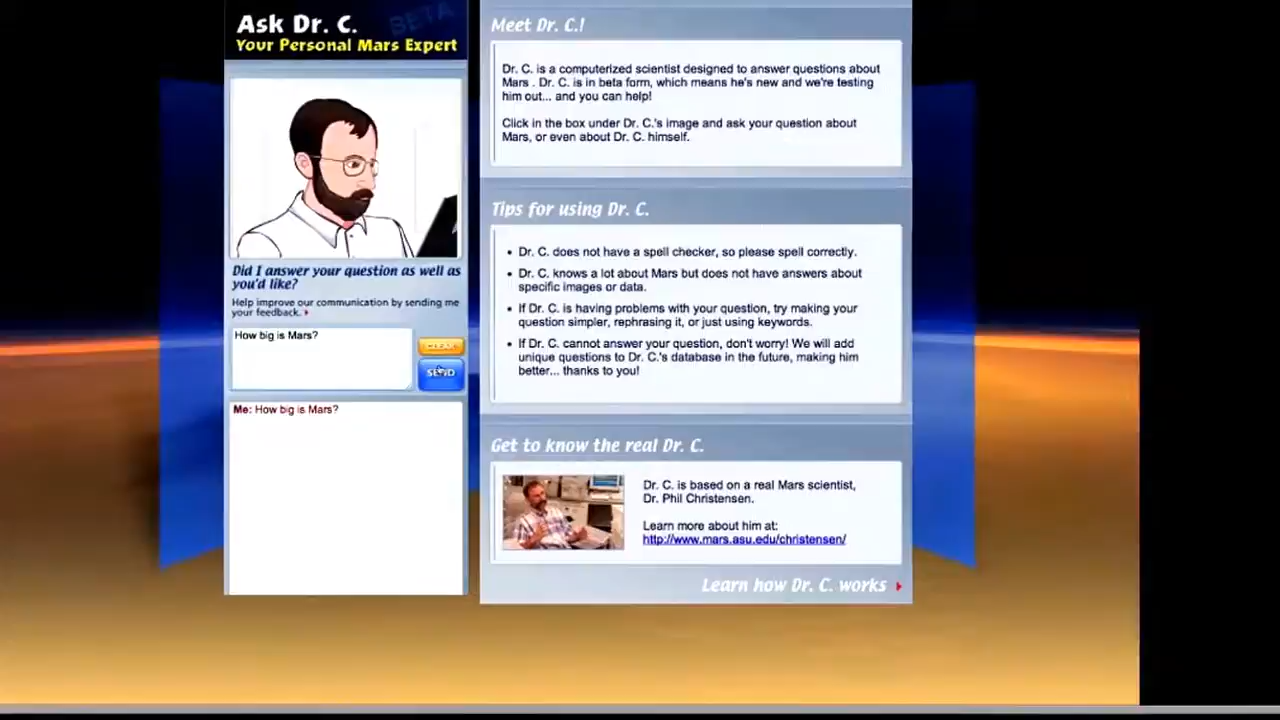 Ask Dr. C.
BETA
Your Personal Mars Expert
Did I answer your question as well as
you'd like?
Help improve our communication by sending me
your feedback.
How big is Mars?
CLEAR
SEND
Me: How big is Mars?
Meet Dr. C.!
Dr. C. is a computerized scientist designed to answer questions about
Mars . Dr. C. is in beta form, which means he's new and we're testing
him out... and you can help!
Click in the box under Dr. C.'s image and ask your question about
Mars, or even about Dr. C. himself.
Tips for using Dr. C.
• Dr. C. does not have a spell checker, so please spell correctly.
• Dr. C. knows a lot about Mars but does not have answers about
specific images or data.
• If Dr. C. is having problems with your question, try making your
question simpler, rephrasing it, or just using keywords.
• If Dr. C. cannot answer your question, don't worry! We will add
unique questions to Dr. C.'s database in the future, making him
better... thanks to you!
Get to know the real Dr. C.
Dr. C. is based on a real Mars scientist,
Dr. Phil Christensen.
Learn more about him at:
http://www.mars.asu.edu/christensen/
Learn how Dr. C. works